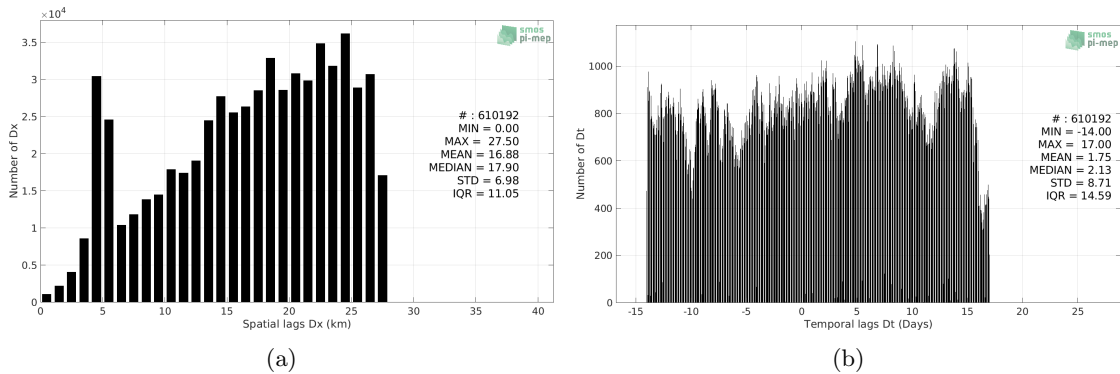 ×10⁴
3.5
3
2.5
2
1.5
1
0.5
0
Number of Dx
smos
pi-mep
# : 610192
MIN = 0.00
MAX = 27.50
MEAN = 16.88
MEDIAN = 17.90
STD = 6.98
IQR = 11.05
0 5 10 15 20 25 30 35 40
Spatial lags Dx (km)
(a)
1000
800
600
400
200
0
Number of Dt
smos
pi-mep
# : 610192
MIN = -14.00
MAX = 17.00
MEAN = 1.75
MEDIAN = 2.13
STD = 8.71
IQR = 14.59
-15 -10 -5 0 5 10 15 20 25
Temporal lags Dt (Days)
(b)